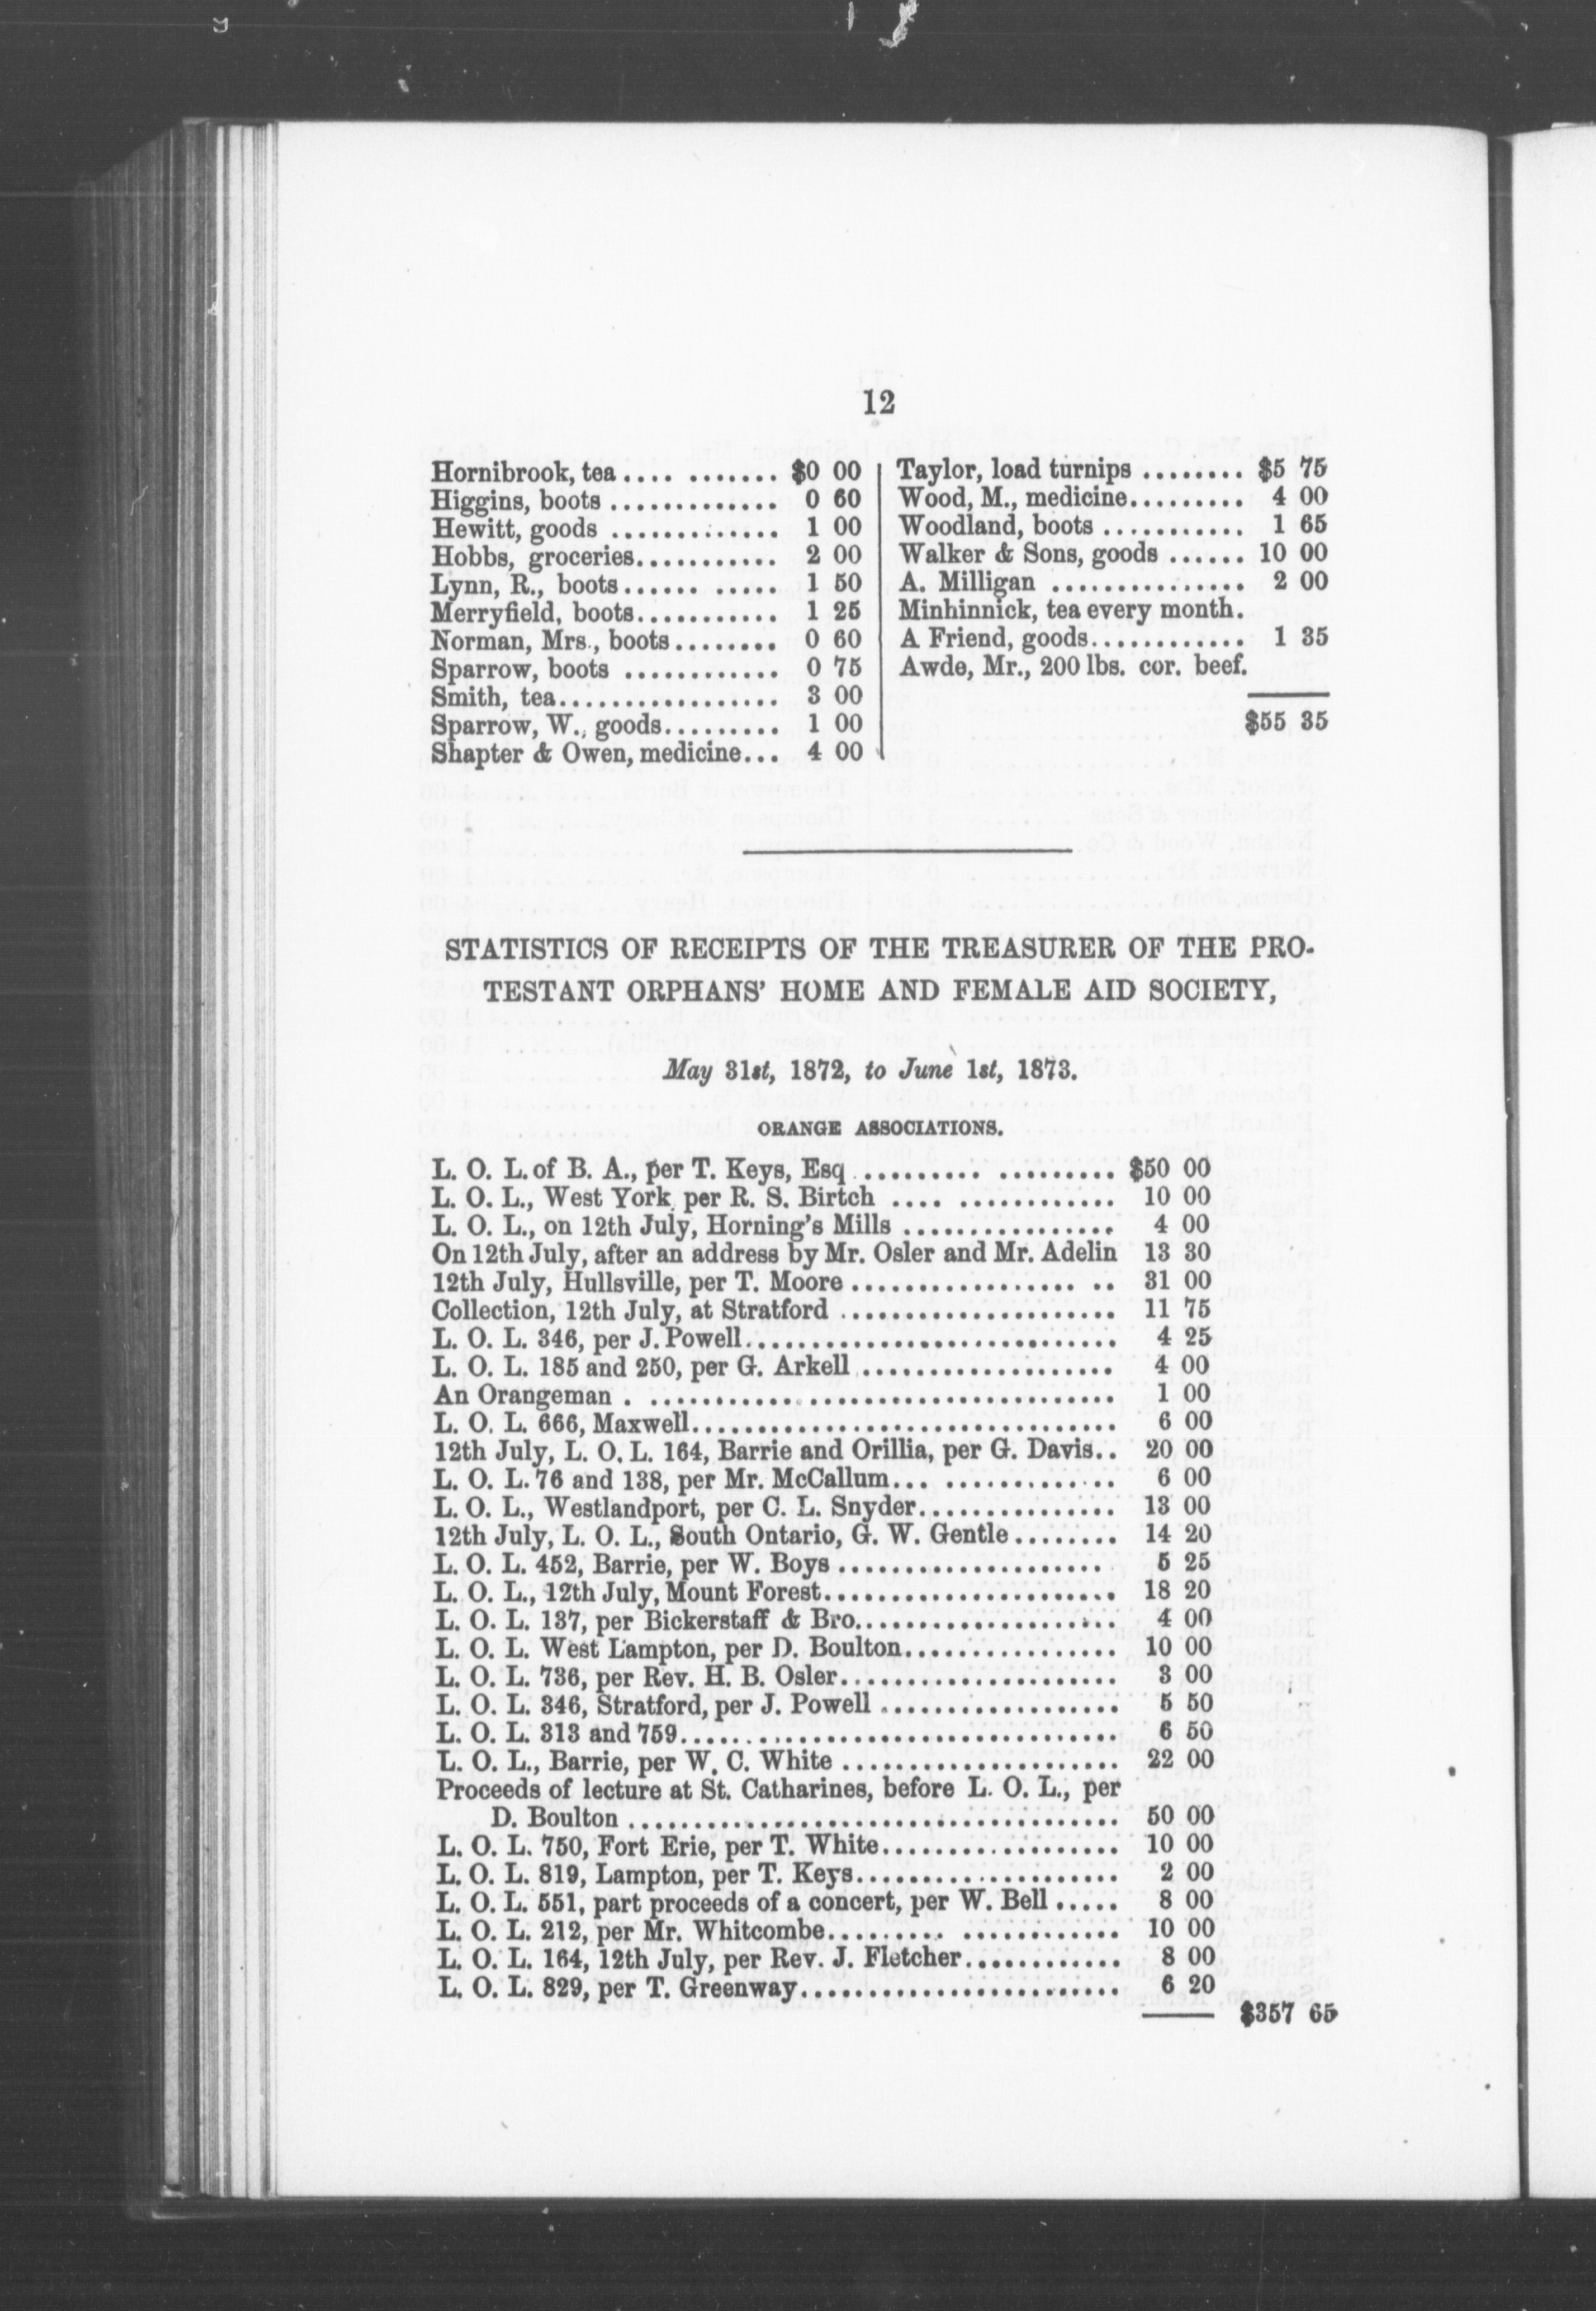 12
Hornibrook, tea .... ....... $0 00
Higgins, boots ............. 0 60
Hewitt, goods ............. 1 00
Hobbs, groceries........... 2 00
Lynn, R., boots...... ..... 1 50
Merryfield, boots........... 1 25
Norman, Mrs., boots........ 0 60
Sparrow, boots ............ 0 75
Smith, tea................. 3 00
Sparrow, W., goods......... 1 00
Shapter & Owen, medicine... 4 00
Taylor, load turnips ........ $5 75
Wood, M., medicine......... 4 00
Woodland, boots ........... 1 65
Walker & Sons, goods ...... 10 00
A. Milligan ............... 2 00
Minhinnick, tea every month.
A Friend, goods............ 1 35
Awde, Mr., 200 lbs. cor. beef.
$55 35
STATISTICS OF RECEIPTS OF THE TREASURER OF THE PRO-
TESTANT ORPHANS' HOME AND FEMALE AID SOCIETY,
May 31st, 1872, to June 1st, 1873.
ORANGE ASSOCIATIONS.
L. O. L. of B. A., per T. Keys, Esq ......... ......... $50 00
L. O. L., West York, per R. S. Birtch .... ............ 10 00
L. O. L., on 12th July, Horning's Mills ................ 4 00
On 12th July, after an address by Mr. Osler and Mr. Adelin 13 30
12th July, Hullsville, per T. Moore ................. .. 31 00
Collection, 12th July, at Stratford ..................... 11 75
L. O. L. 346, per J. Powell............................ 4 25
L. O. L. 185 and 250, per G. Arkell ................... 4 00
An Orangeman . ................................... 1 00
L. O. L. 666, Maxwell................................ 6 00
12th July, L. O. L. 164, Barrie and Orillia, per G. Davis.. 20 00
L. O. L. 76 and 138, per Mr. McCallum... ............. 6 00
L. O. L., Westlandport, per C. L. Snyder............... 13 00
12th July, L. O. L., South Ontario, G. W. Gentle ........ 14 20
L. O. L. 452, Barrie, per W. Boys .................... 5 25
L. O. L., 12th July, Mount Forest...................... 18 20
L. O. L. 137, per Bickerstaff & Bro.................... 4 00
L. O. L. West Lampton, per D. Boulton................ 10 00
L. O. L. 736, per Rev. H. B. Osler..................... 3 00
L. O. L. 346, Stratford, per J. Powell .................. 5 50
L. O. L. 313 and 759................................. 6 50
L. O. L., Barrie, per W. C. White ..................... 22 00
Proceeds of lecture at St. Catharines, before L. O. L., per
D. Boulton ..................................... 50 00
L. O. L. 750, Fort Erie, per T. White.................. 10 00
L. O. L. 819, Lampton, per T. Keys.................... 2 00
L. O. L. 551, part proceeds of a concert, per W. Bell ..... 8 00
L. O. L. 212, per Mr. Whitcombe......... ............ 10 00
L. O. L. 164, 12th July, per Rev. J. Fletcher............ 8 00
L. O. L. 829, per T. Greenway........................ 6 20
$357 65